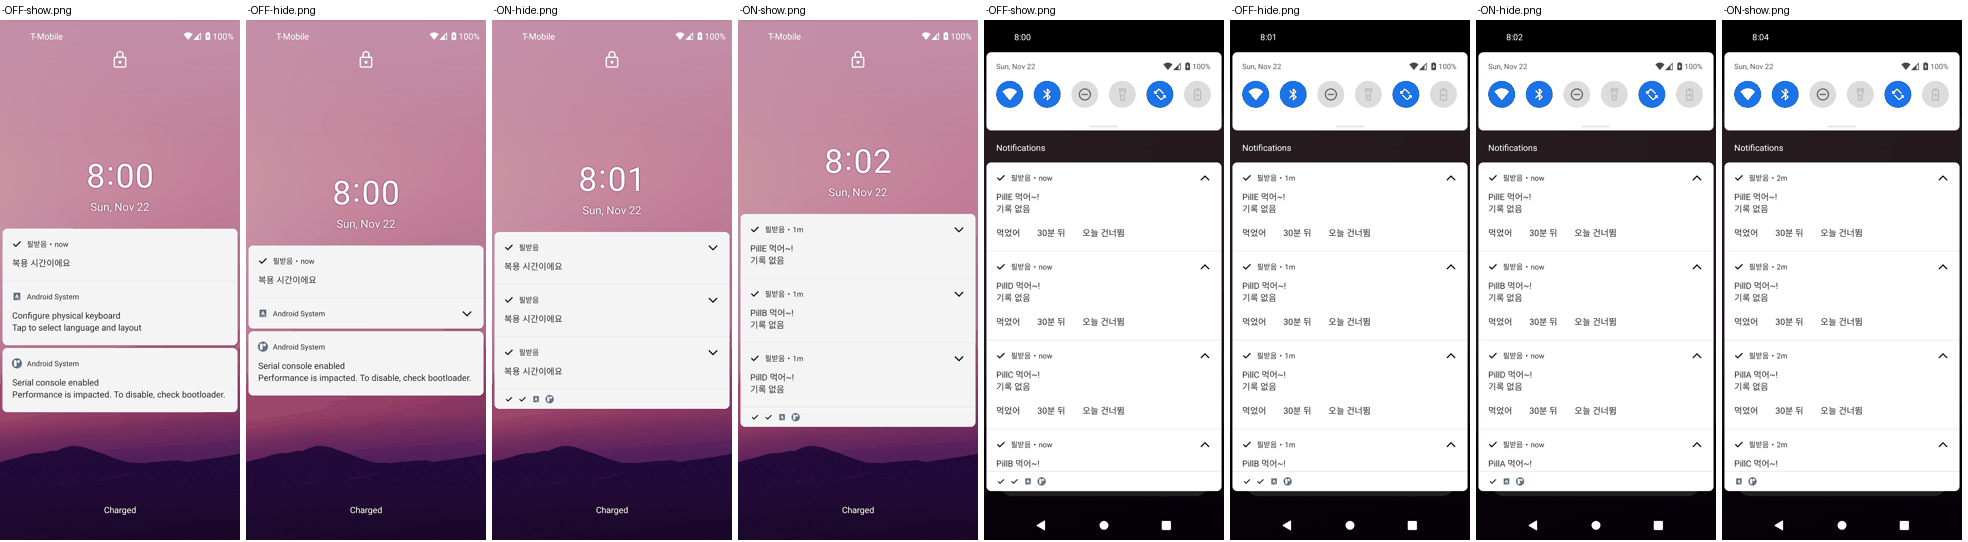 -OFF-show.png
T-Mobile
100%
8:00
Sun, Nov 22
필받음 • now
복용 시간이에요
Android System
Configure physical keyboard
Tap to select language and layout
Android System
Serial console enabled
Performance is impacted. To disable, check bootloader.
Charged
-OFF-hide.png
T-Mobile
100%
8:00
Sun, Nov 22
필받음 • now
복용 시간이에요
Android System
Android System
Serial console enabled
Performance is impacted. To disable, check bootloader.
Charged
-ON-hide.png
T-Mobile
100%
8:01
Sun, Nov 22
필받음
복용 시간이에요
필받음
복용 시간이에요
필받음
복용 시간이에요
Charged
-ON-show.png
T-Mobile
100%
8:02
Sun, Nov 22
필받음 • 1m
PillE 먹어~!
기록 없음
필받음 • 1m
PillB 먹어~!
기록 없음
필받음 • 1m
PillD 먹어~!
기록 없음
Charged
-OFF-show.png
8:00
Sun, Nov 22
100%
Notifications
필받음 • now
PillE 먹어~!
기록 없음
먹었어 30분 뒤 오늘 건너뜀
필받음 • now
PillD 먹어~!
기록 없음
먹었어 30분 뒤 오늘 건너뜀
필받음 • now
PillC 먹어~!
기록 없음
먹었어 30분 뒤 오늘 건너뜀
필받음 • now
PillB 먹어~!
-OFF-hide.png
8:01
Sun, Nov 22
100%
Notifications
필받음 • 1m
PillE 먹어~!
기록 없음
먹었어 30분 뒤 오늘 건너뜀
필받음 • 1m
PillD 먹어~!
기록 없음
먹었어 30분 뒤 오늘 건너뜀
필받음 • 1m
PillC 먹어~!
기록 없음
먹었어 30분 뒤 오늘 건너뜀
필받음 • 1m
PillB 먹어~!
-ON-hide.png
8:02
Sun, Nov 22
100%
Notifications
필받음 • now
PillE 먹어~!
기록 없음
먹었어 30분 뒤 오늘 건너뜀
필받음 • now
PillB 먹어~!
기록 없음
먹었어 30분 뒤 오늘 건너뜀
필받음 • now
PillD 먹어~!
기록 없음
먹었어 30분 뒤 오늘 건너뜀
필받음 • now
PillA 먹어~!
-ON-show.png
8:04
Sun, Nov 22
100%
Notifications
필받음 • 2m
PillE 먹어~!
기록 없음
먹었어 30분 뒤 오늘 건너뜀
필받음 • 2m
PillD 먹어~!
기록 없음
먹었어 30분 뒤 오늘 건너뜀
필받음 • 2m
PillA 먹어~!
기록 없음
먹었어 30분 뒤 오늘 건너뜀
필받음 • 2m
PillC 먹어~!